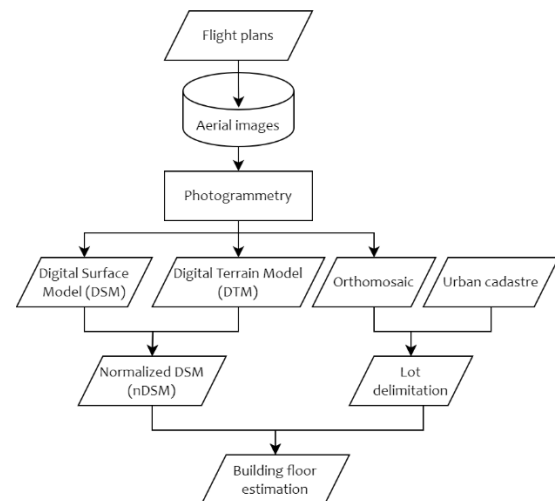 Flight plans
Aerial images
Photogrammetry
Digital Surface
Model (DSM)
Digital Terrain Model
(DTM)
Orthomosaic
Urban cadastre
Normalized DSM
(nDSM)
Lot
delimitation
Building floor
estimation